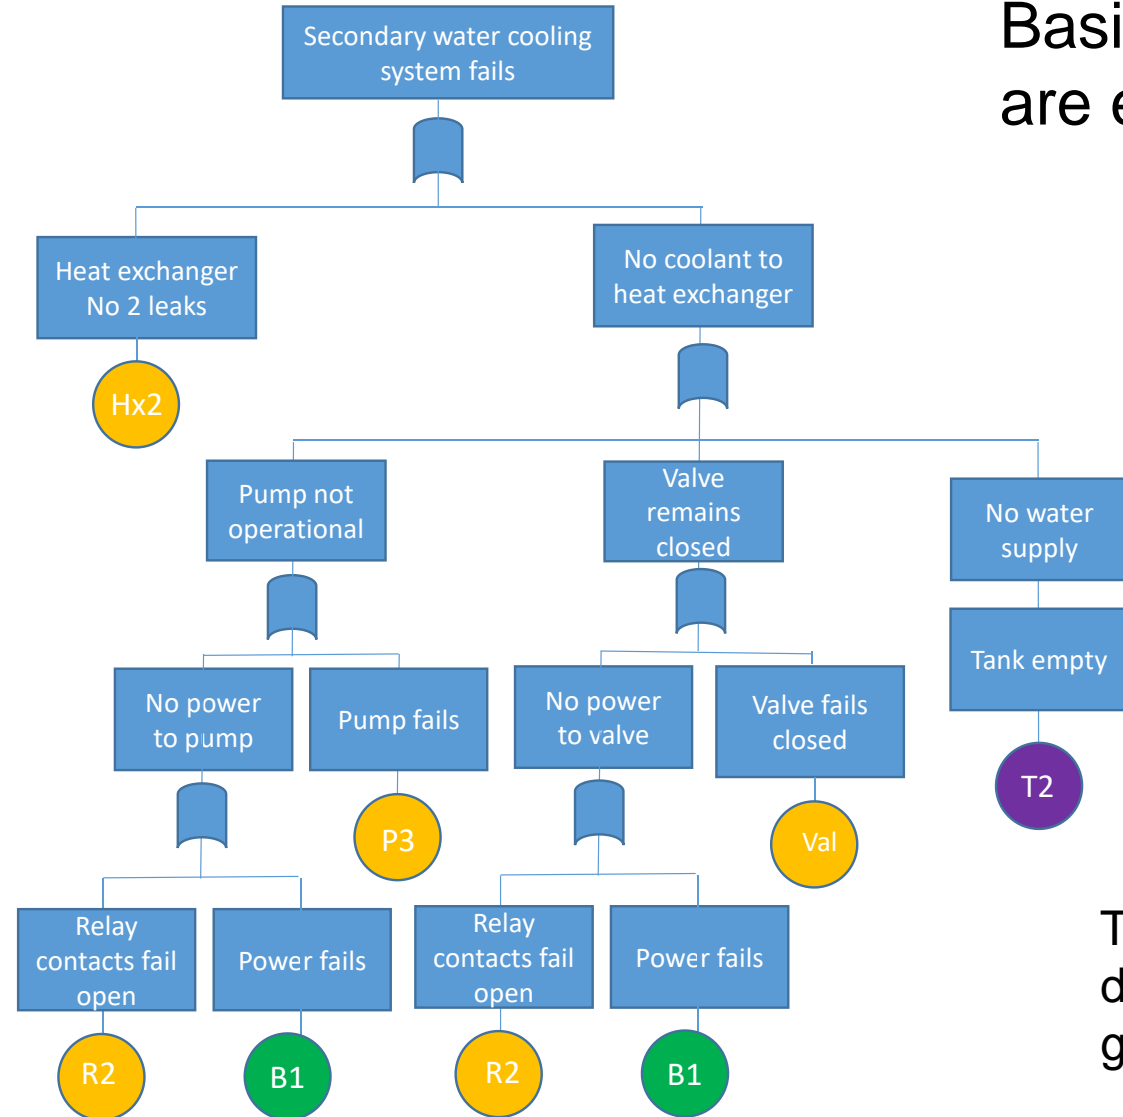 Basi
are e
Secondary water cooling
system fails
Heat exchanger
No 2 leaks
No coolant to
heat exchanger
Hx2
Pump not
operational
Valve
remains
closed
No water
supply
Tank empty
No power
to pump
Pump fails
No power
to valve
Valve fails
closed
T2
P3
Val
Relay
contacts fail
open
Power fails
Relay
contacts fail
open
Power fails
T
d
g
R2
B1
R2
B1